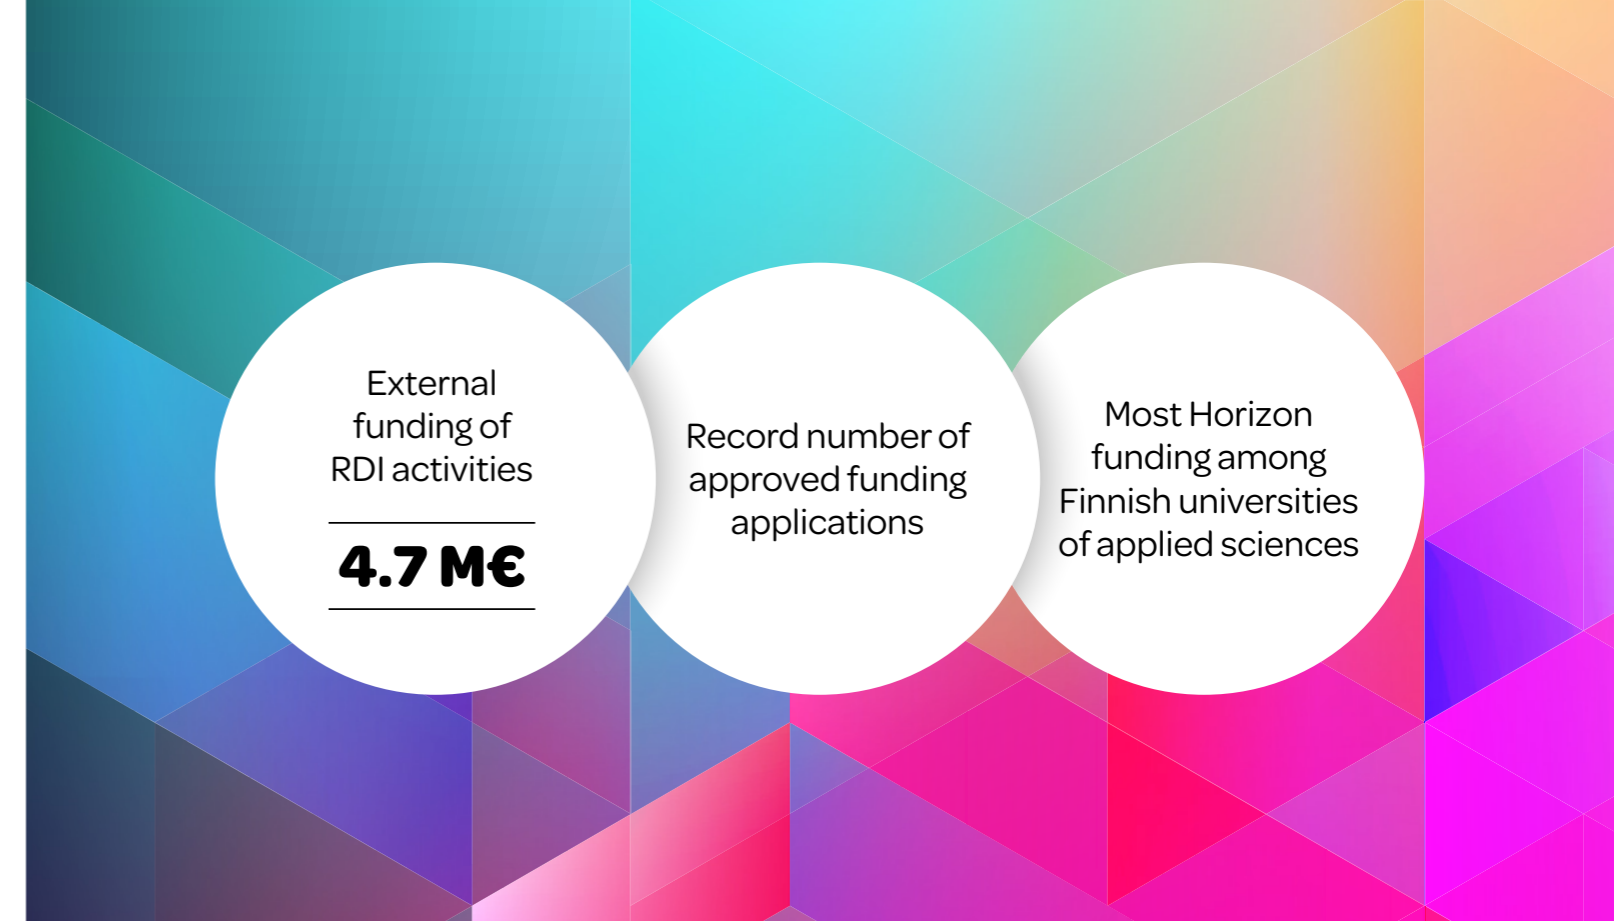 External
funding of
RDI activities
4.7 M€
Record number of
approved funding
applications
Most Horizon
funding among
Finnish universities
of applied sciences